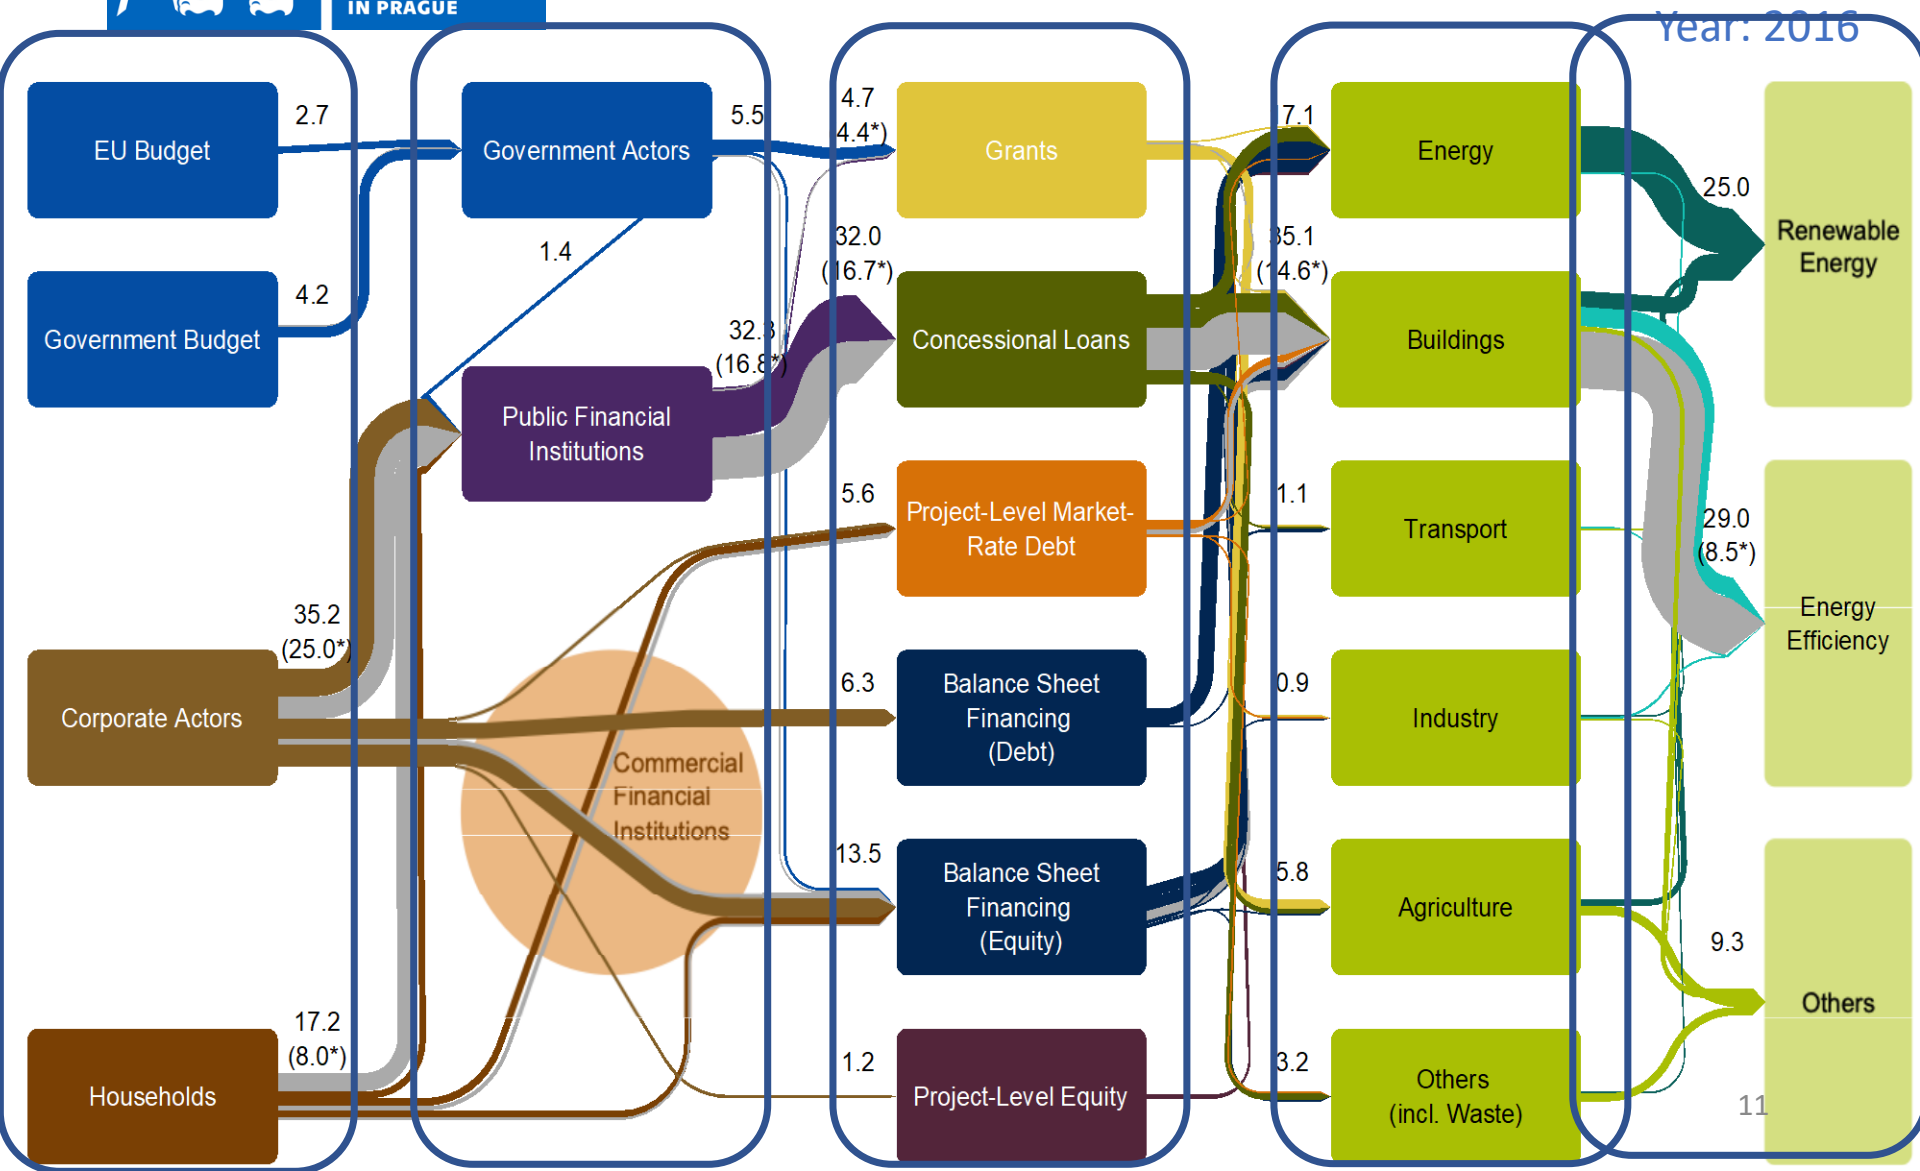 IN PRAGUE
Year: 2016
EU Budget
2.7
Government Budget
4.2
Corporate Actors
35.2
(25.0*)
Households
17.2
(8.0*)
Government Actors
5.5
1.4
Public Financial
Institutions
32.3
(16.8*)
Commercial
Financial
Institutions
4.7
4.4*)
Grants
32.0
(16.7*)
Concessional Loans
5.6
Project-Level Market-
Rate Debt
6.3
Balance Sheet
Financing
(Debt)
13.5
Balance Sheet
Financing
(Equity)
1.2
Project-Level Equity
7.1
Energy
35.1
(14.6*)
Buildings
1.1
Transport
0.9
Industry
5.8
Agriculture
3.2
Others
(incl. Waste)
25.0
Renewable
Energy
29.0
(8.5*)
Energy
Efficiency
9.3
Others
11